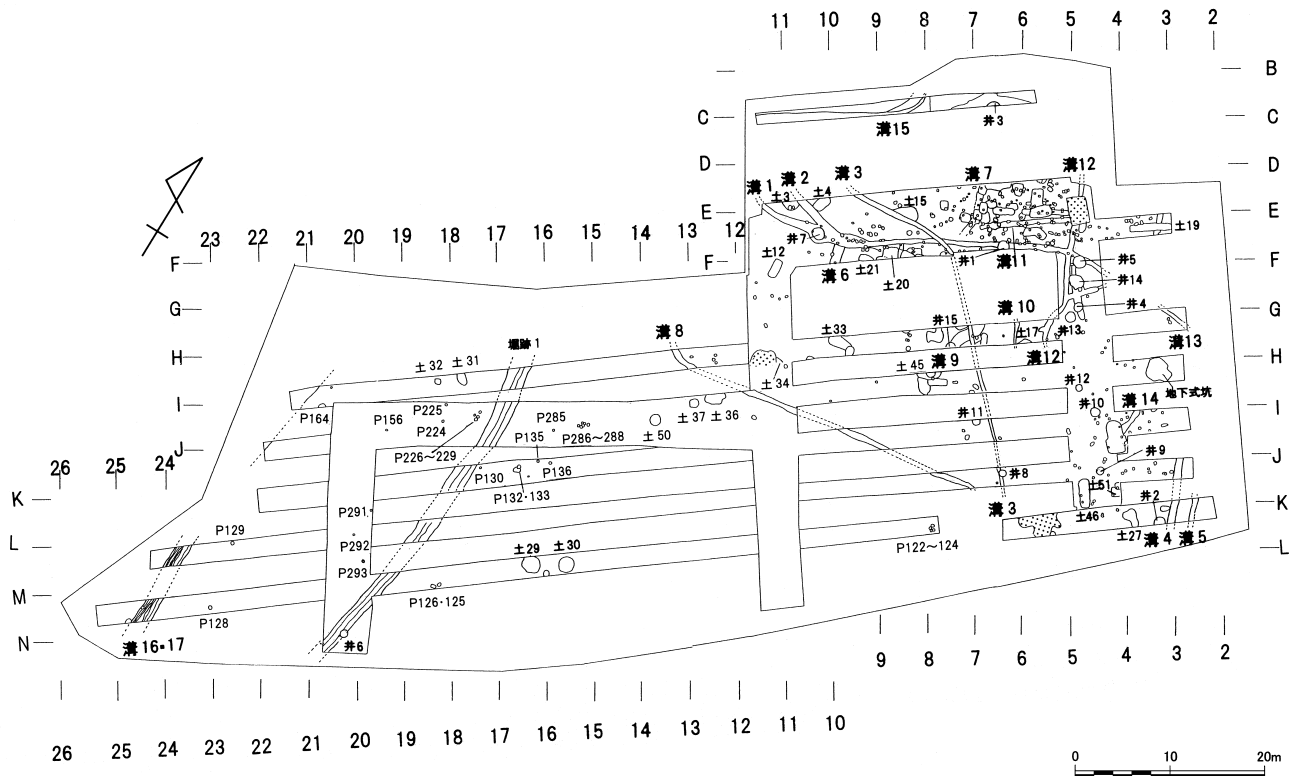 11 10 9 8 7 6 5 4 3 2
B
C 溝15 井3 C
D 溝1 溝2 溝3 溝7 溝12 D
土3 土4 土15
E E
土19
23 22 21 20 19 18 17 16 15 14 13 12
井7
F F 土12 溝6 土21 土20 井1 溝11 井5 F
井14
G 溝10 井4 G
土33 井15 土17 井13
溝8 堀跡1 溝13
H 土32 土31 土34 土45 溝9 溝12 H
地下式坑
井12
I P164 P156 P225 P224 P285 土37 土36 井11 井10 溝14 I
P226～229 P135 P286～288 土50
J J
26 25 24
P130 P136 井8 井9
P132・133
土51
K P291 溝3 井2 K
P129 土46
L P292 土29 土30 P122～124 土27 溝4 溝5 L
P293
M P126・125
P128
N 溝16・17 井6
9 8 7 6 5 4 3 2
26 25 24 23 22 21 20 19 18 17 16 15 14 13 12 11 10
0 10 20m